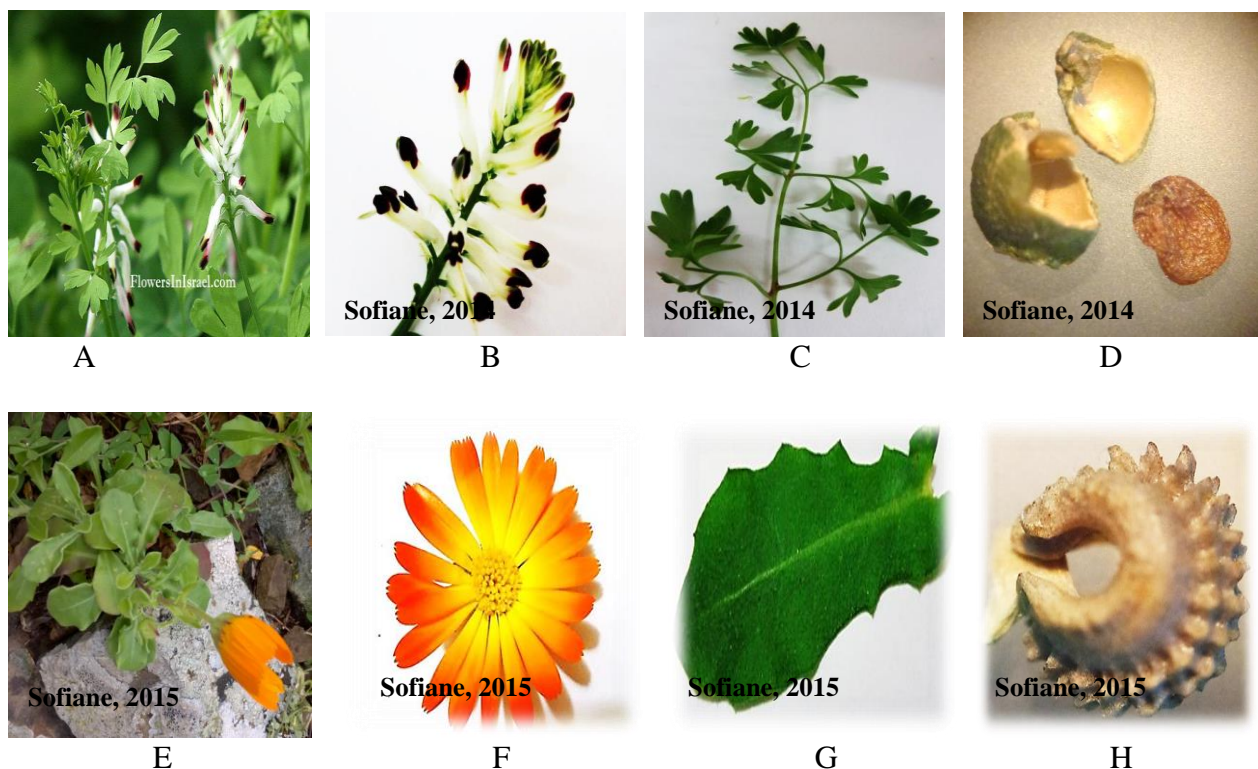 FlowersInIsrael.com
Sofiane, 2014
Sofiane, 2014
Sofiane, 2014
A
B
C
D
Sofiane, 2015
Sofiane, 2015
Sofiane, 2015
Sofiane, 2015
E
F
G
H